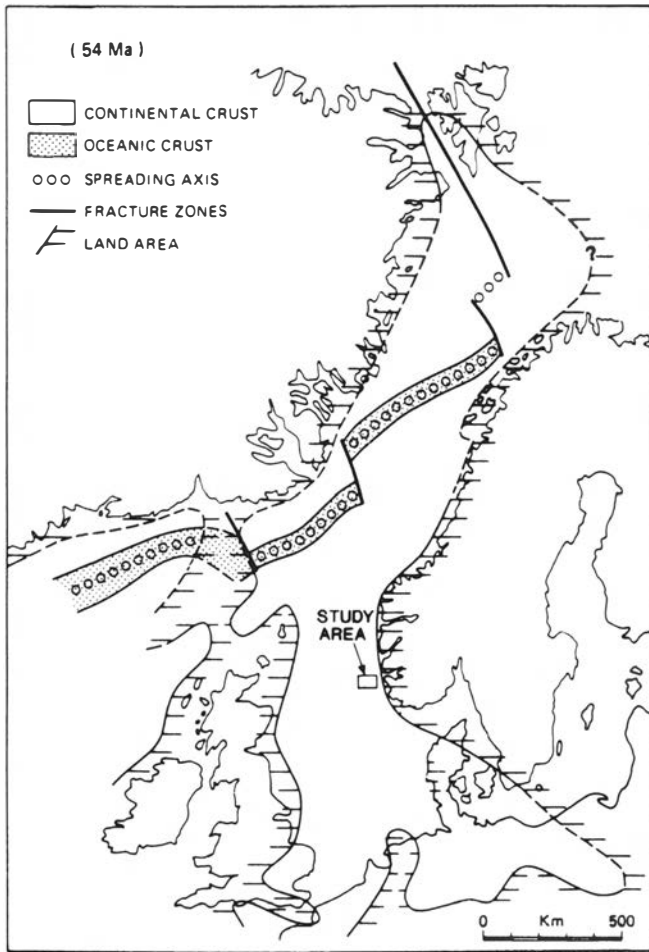 ( 54 Ma )
CONTINENTAL CRUST
OCEANIC CRUST
SPREADING AXIS
FRACTURE ZONES
LAND AREA
?
STUDY
AREA
0 Km 500